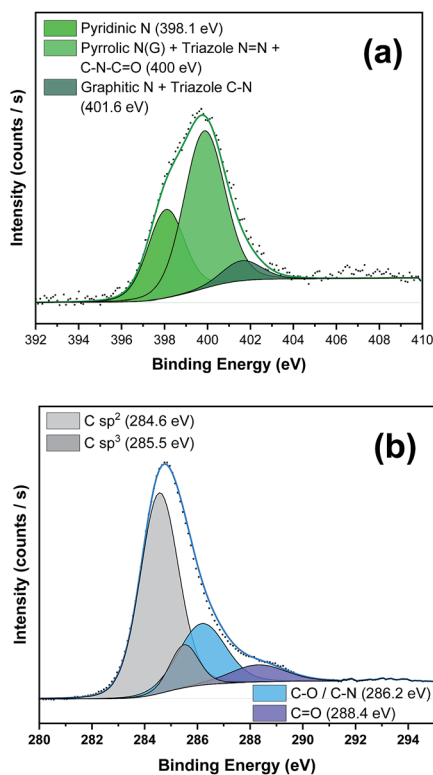 Pyridinic N (398.1 eV)
Pyrrolic N(G) + Triazole N=N +
C-N-C=O (400 eV)
Graphitic N + Triazole C-N
(401.6 eV)
(a)
Intensity (counts / s)
392 394 396 398 400 402 404 406 408 410
Binding Energy (eV)
C sp² (284.6 eV)
C sp³ (285.5 eV)
(b)
Intensity (counts / s)
C-O / C-N (286.2 eV)
C=O (288.4 eV)
280 282 284 286 288 290 292 294
Binding Energy (eV)